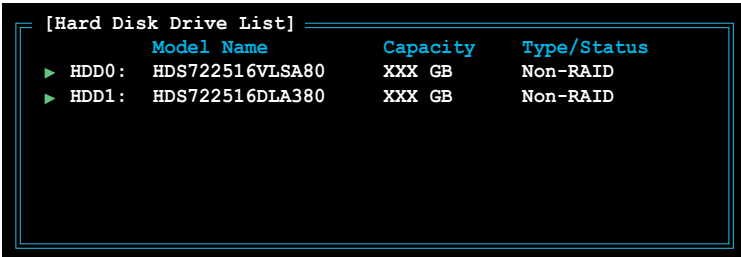 [Hard Disk Drive List]
Model Name Capacity Type/Status
HDD0: HDS722516VLSA80 XXX GB Non-RAID
HDD1: HDS722516DLA380 XXX GB Non-RAID